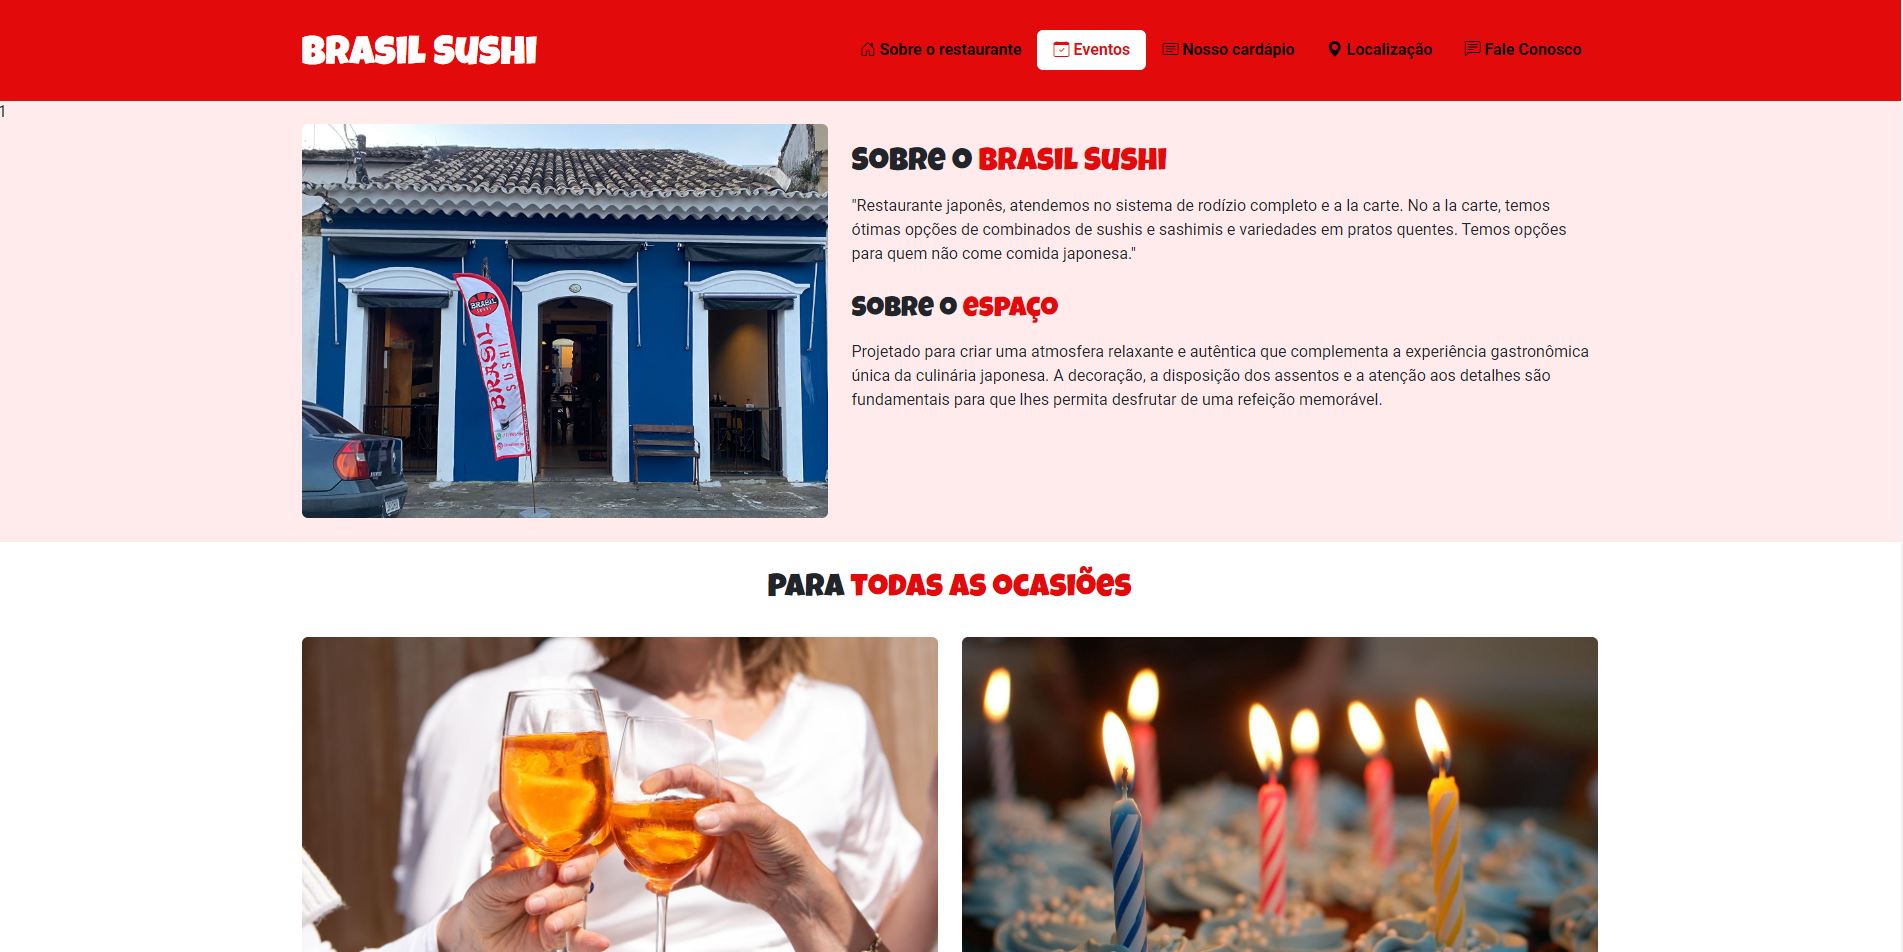 BRASIL SUSHI
Sobre o restaurante
Eventos
Nosso cardápio
Localização
Fale Conosco
1
SOBRE O BRASIL SUSHI
"Restaurante japonês, atendemos no sistema de rodízio completo e a la carte. No a la carte, temos
ótimas opções de combinados de sushis e sashimis e variedades em pratos quentes. Temos opções
para quem não come comida japonesa."
SOBRE O ESPAÇO
Projetado para criar uma atmosfera relaxante e autêntica que complementa a experiência gastronômica
única da culinária japonesa. A decoração, a disposição dos assentos e a atenção aos detalhes são
fundamentais para que lhes permita desfrutar de uma refeição memorável.
BRASIL
SUSHI
BRASIL
SUSHI
PARA TODAS AS OCASIÕES